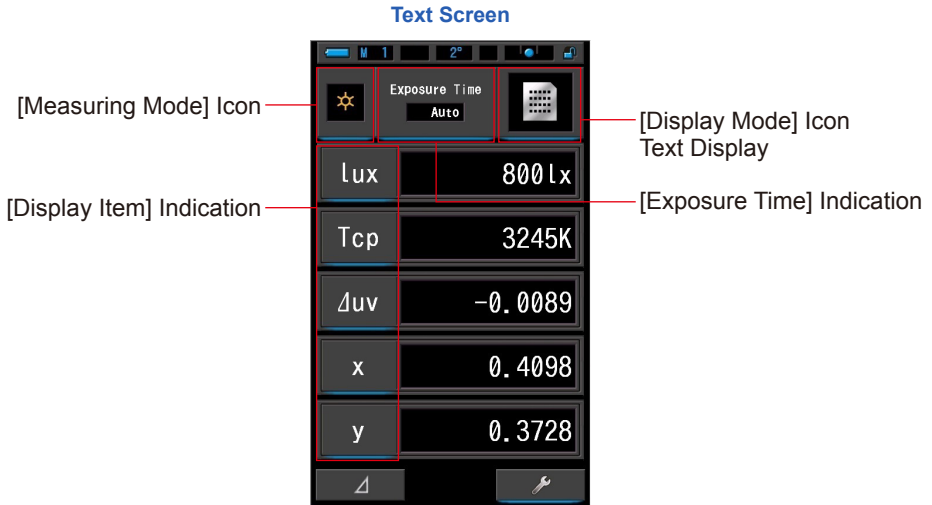 Text Screen
M 1 2°
[Measuring Mode] Icon
Exposure Time
Auto
[Display Mode] Icon
Text Display
[Display Item] Indication
[Exposure Time] Indication
lux 800lx
Tcp 3245K
⊿uv -0.0089
x 0.4098
y 0.3728
⊿